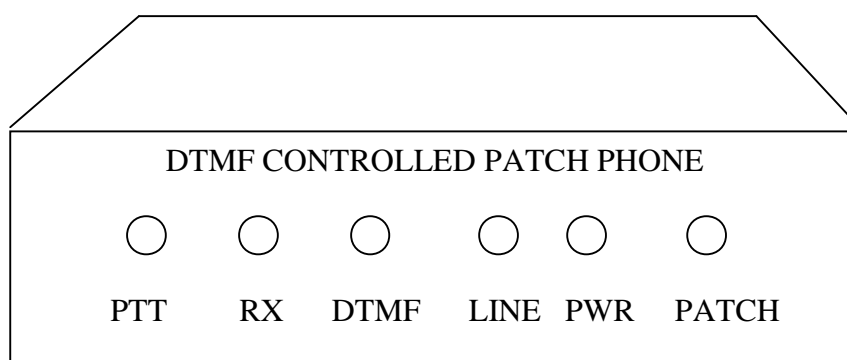 DTMF CONTROLLED PATCH PHONE
PTT RX DTMF LINE PWR PATCH